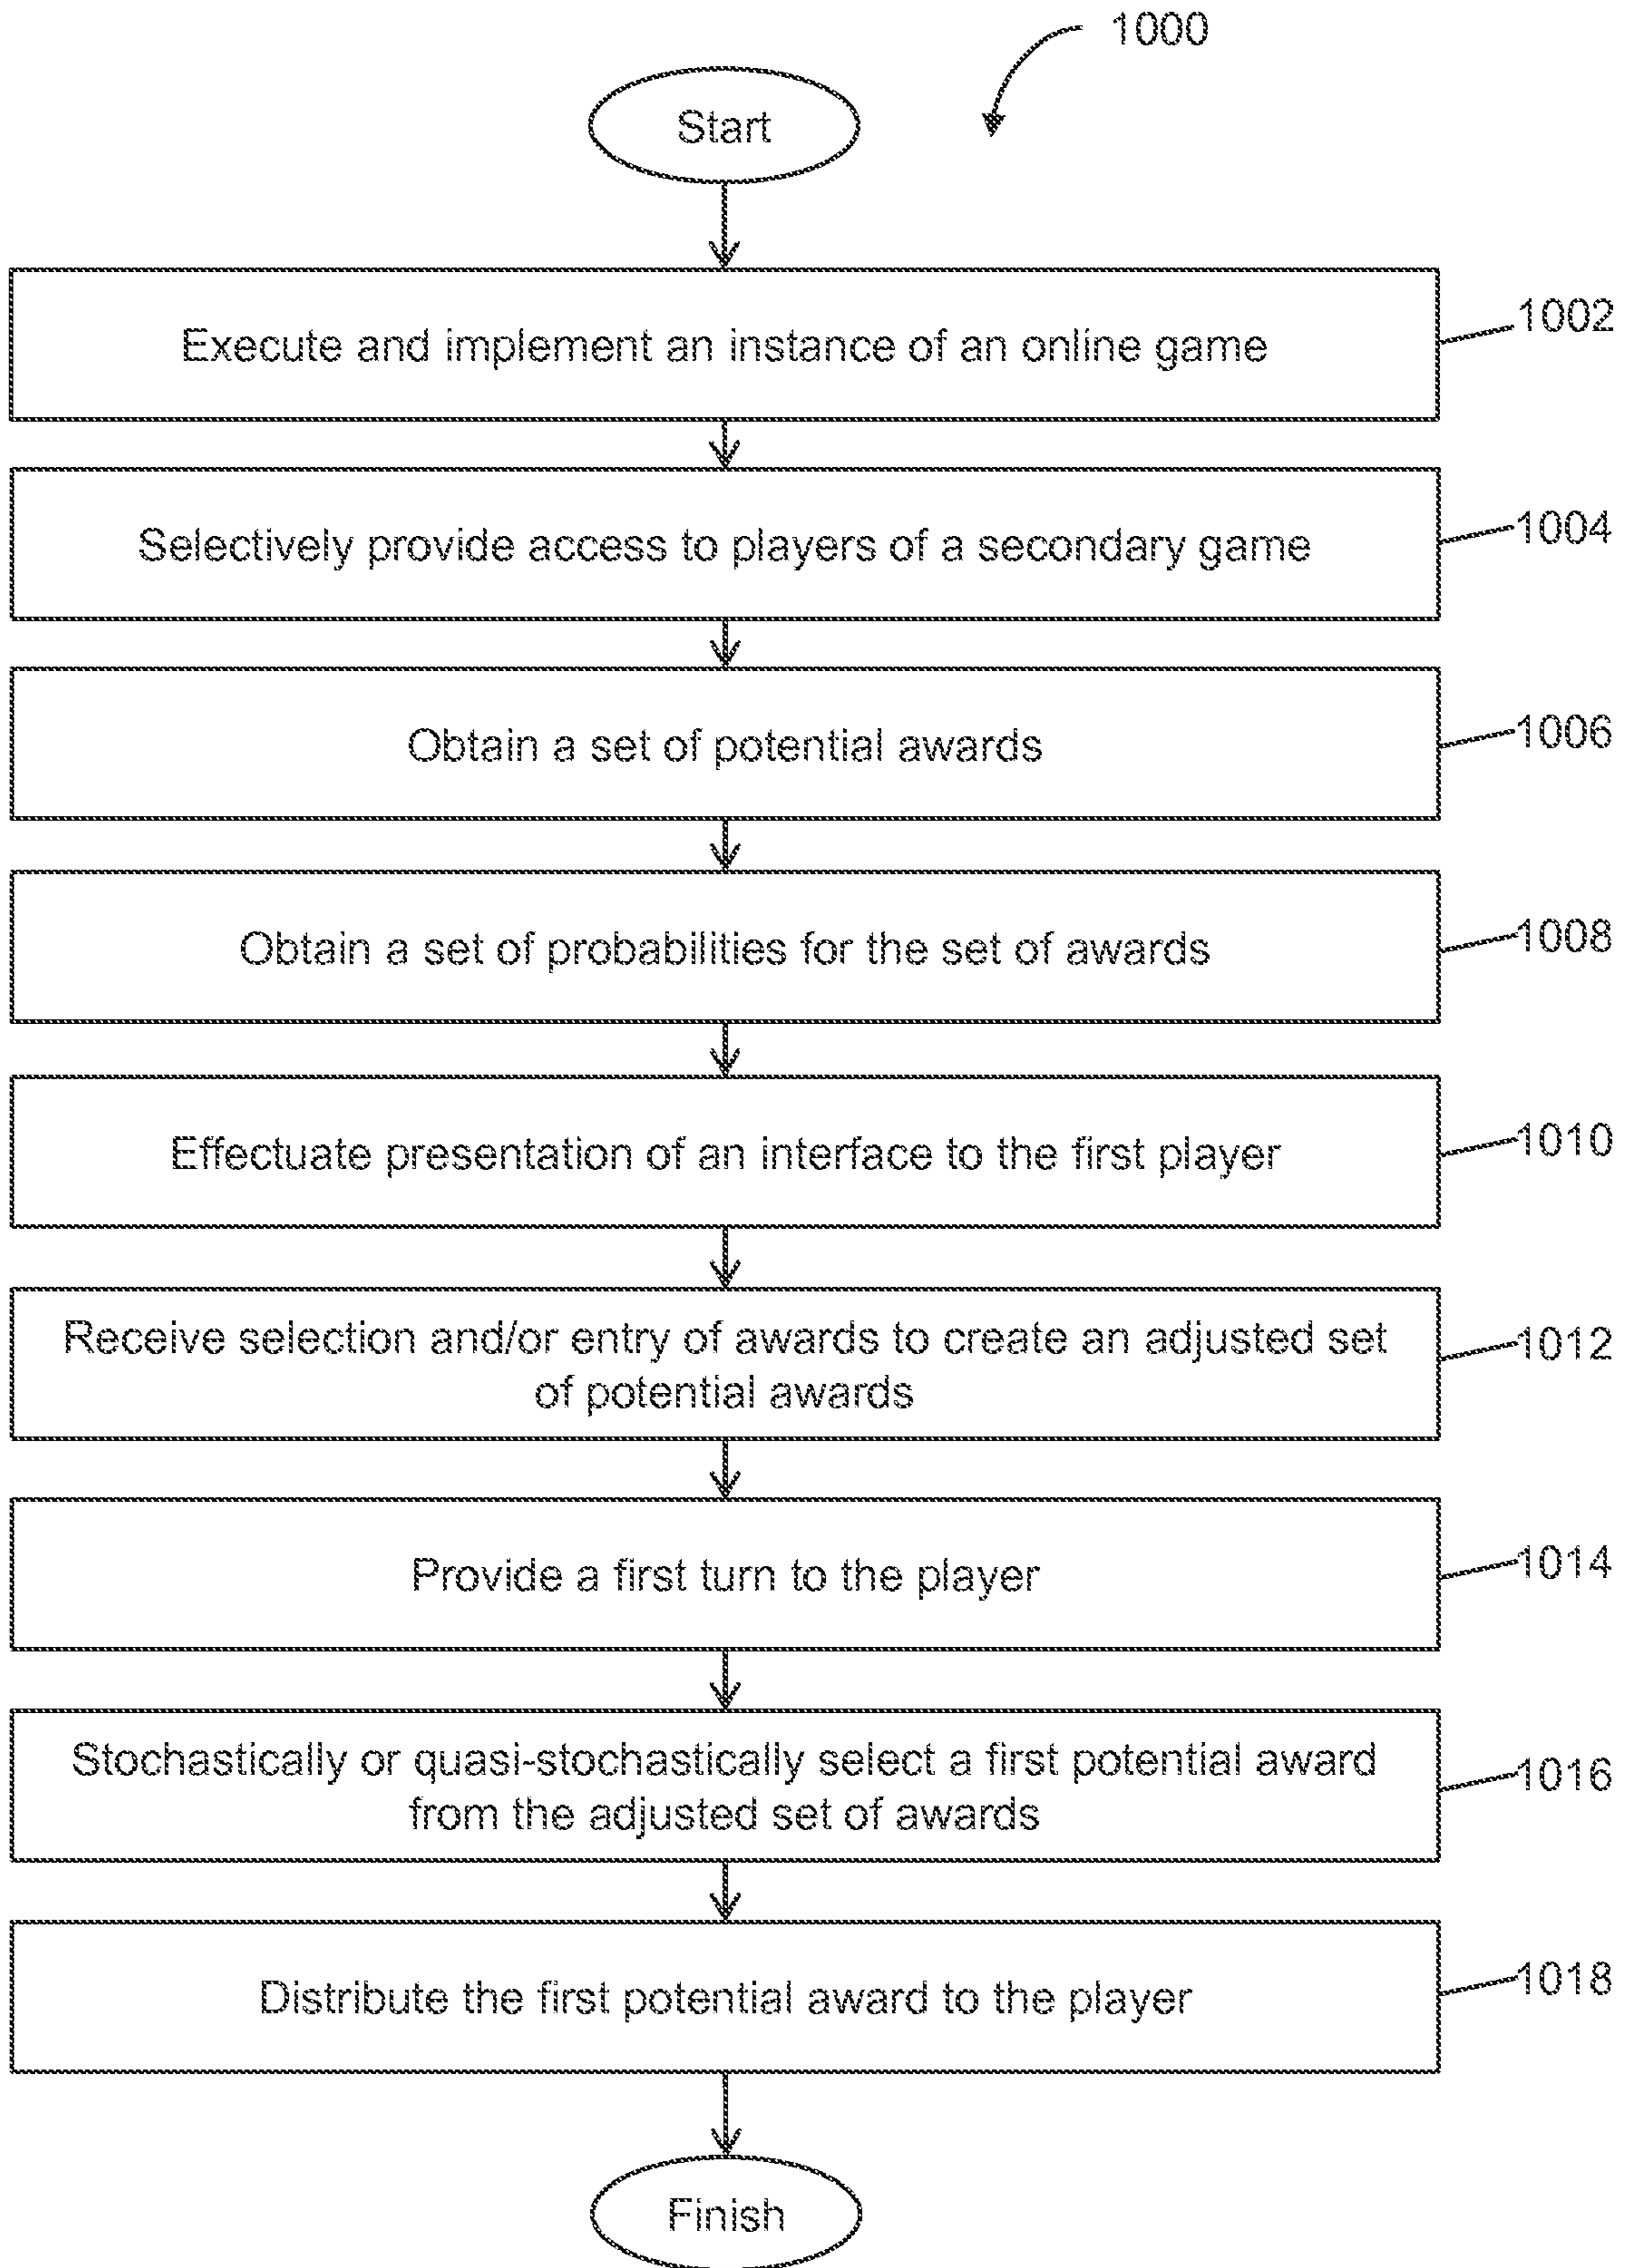 1000
Start
Execute and implement an instance of an online game
1002
Selectively provide access to players of a secondary game
1004
Obtain a set of potential awards
1006
Obtain a set of probabilities for the set of awards
1008
Effectuate presentation of an interface to the first player
1010
Receive selection and/or entry of awards to create an adjusted set
of potential awards
1012
Provide a first turn to the player
1014
Stochastically or quasi-stochastically select a first potential award
from the adjusted set of awards
1016
Distribute the first potential award to the player
1018
Finish